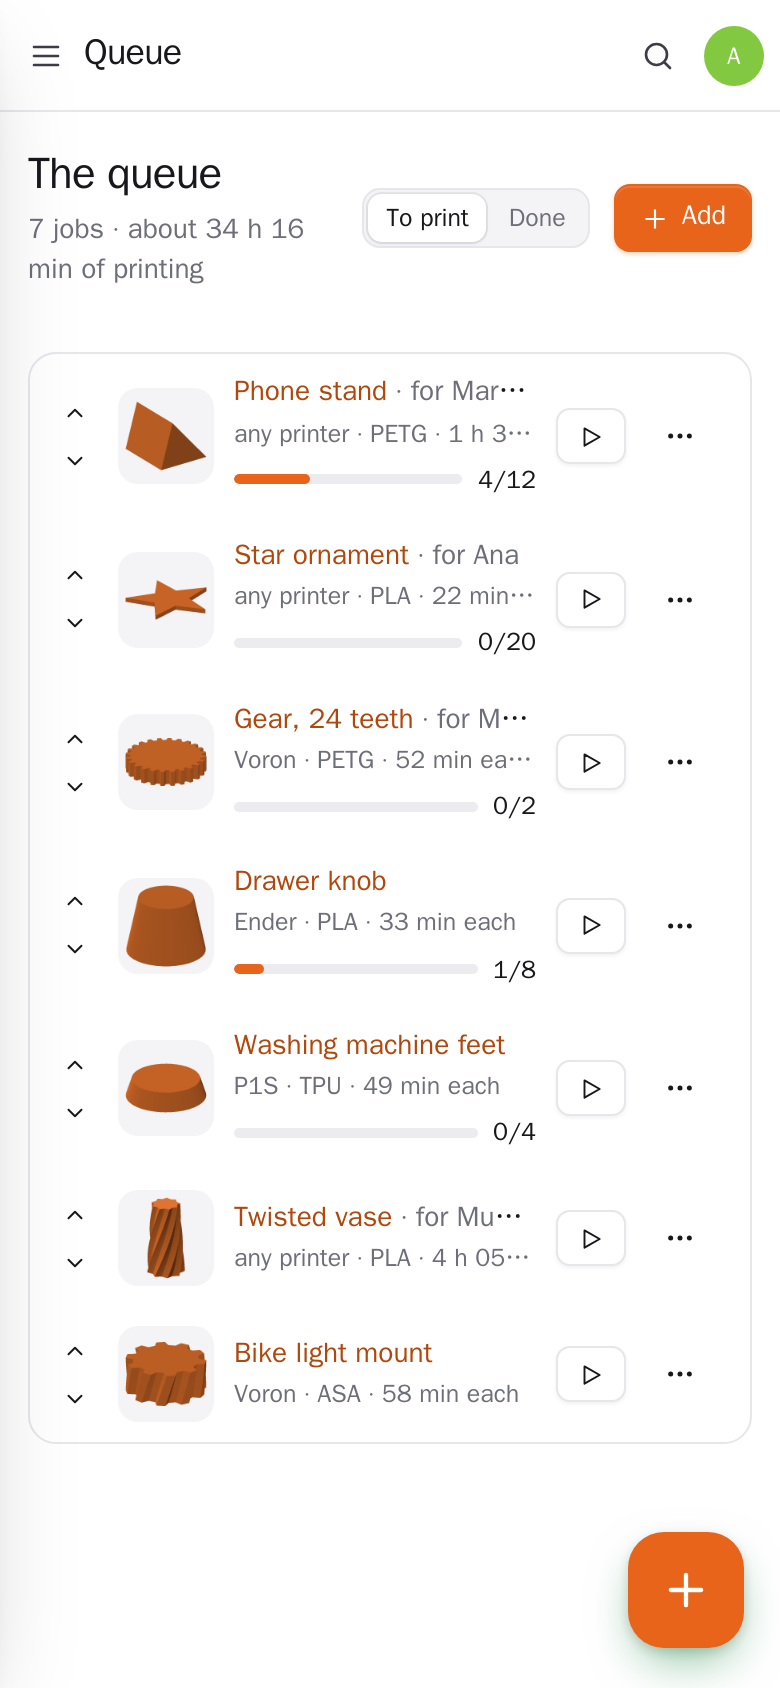 Queue
A
The queue
7 jobs · about 34 h 16
min of printing
To print
Done
Add
Phone stand · for Mar···
any printer · PETG · 1 h 3···
4/12
Star ornament · for Ana
any printer · PLA · 22 min···
0/20
Gear, 24 teeth · for M···
Voron · PETG · 52 min ea···
0/2
Drawer knob
Ender · PLA · 33 min each
1/8
Washing machine feet
P1S · TPU · 49 min each
0/4
Twisted vase · for Mu···
any printer · PLA · 4 h 05···
Bike light mount
Voron · ASA · 58 min each